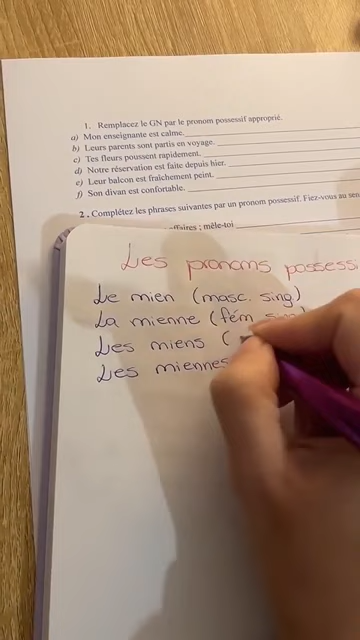 1. Remplacez le GN par le pronom possessif approprié.
a) Mon enseignante est calme.
b) Leurs parents sont partis en voyage.
c) Tes fleurs poussent rapidement.
d) Notre réservation est faite depuis hier.
e) Leur balcon est fraîchement peint.
f) Son divan est confortable.
2. Complétez les phrases suivantes par un pronom possessif. Fiez-vous au sen
affaires ; mêle-toi
Les pronoms possess
Le mien (masc. sing)
La mienne (fém
Les miens (
Les miennes